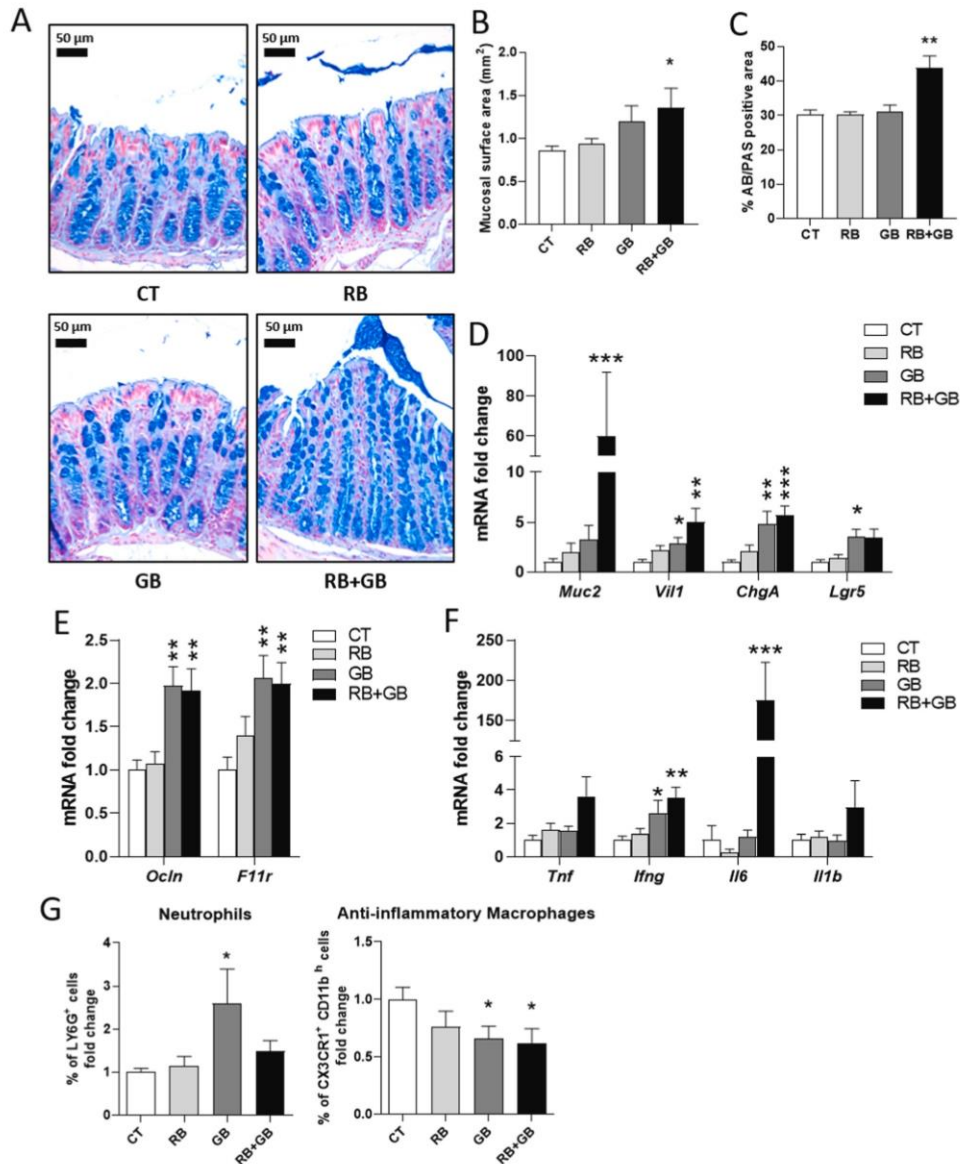 A
50 µm
50 µm
CT
RB
50 µm
50 µm
GB
RB+GB
B
Mucosal surface area (mm²)
2.0
1.5
1.0
0.5
0.0
*
CT
RB
GB
RB+GB
C
% AB/PAS positive area
50
40
30
20
10
0
**
CT
RB
GB
RB+GB
D
mRNA fold change
100
80
60
40
10
5
0
***
*
**
**
***
*
Muc2
Vil1
ChgA
Lgr5
CT
RB
GB
RB+GB
E
mRNA fold change
2.5
2.0
1.5
1.0
0.5
0.0
**
**
**
**
Ocln
F11r
CT
RB
GB
RB+GB
F
mRNA fold change
250
200
150
100
6
4
2
0
*
**
***
Tnf
Ifng
Il6
Il1b
CT
RB
GB
RB+GB
G
Neutrophils
% of LY6G⁺ cells
fold change
4
3
2
1
0
*
CT
RB
GB
RB+GB
Anti-inflammatory Macrophages
% of CX3CR1⁺ CD11b ʰ cells
fold change
1.5
1.0
0.5
0.0
*
*
CT
RB
GB
RB+GB